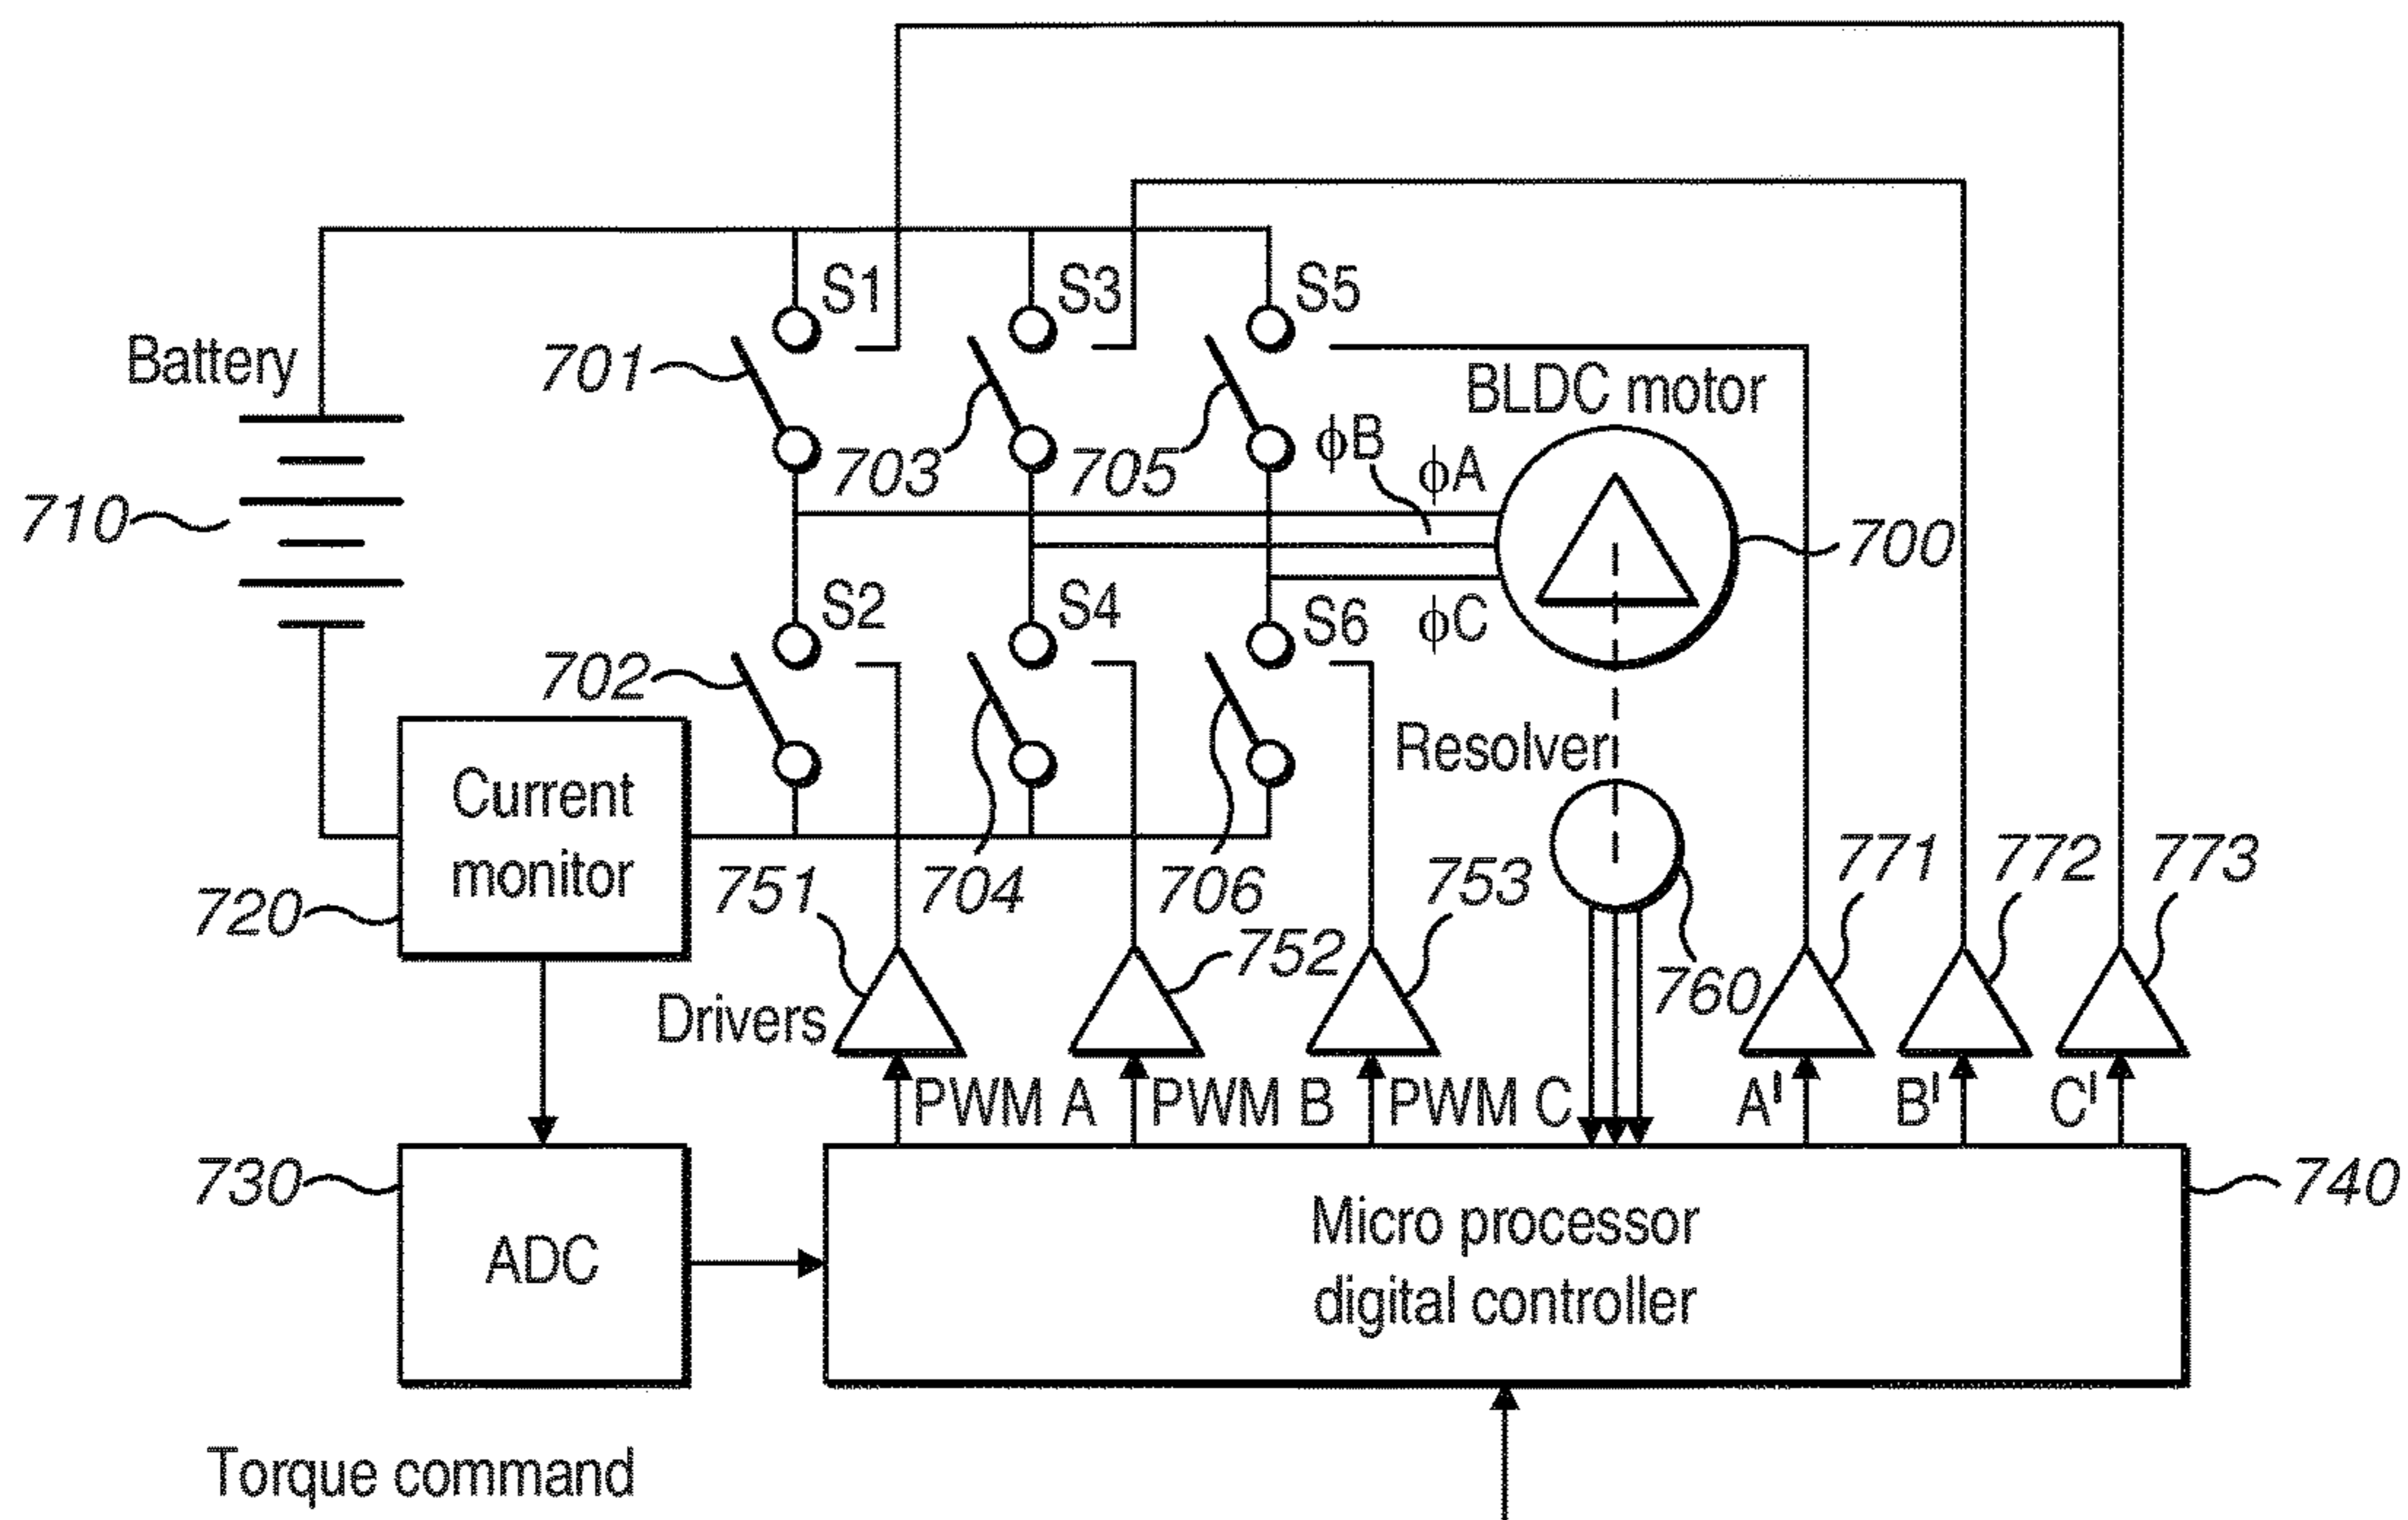 S1
S3
S5
Battery
701
BLDC motor
703
705
ϕB
ϕA
710
700
S2
S4
S6
ϕC
702
Resolver
Current
monitor
720
751
704
706
753
771
772
773
752
760
Drivers
PWM A
PWM B
PWM C
A'
B'
C'
730
740
ADC
Micro processor
digital controller
Torque command